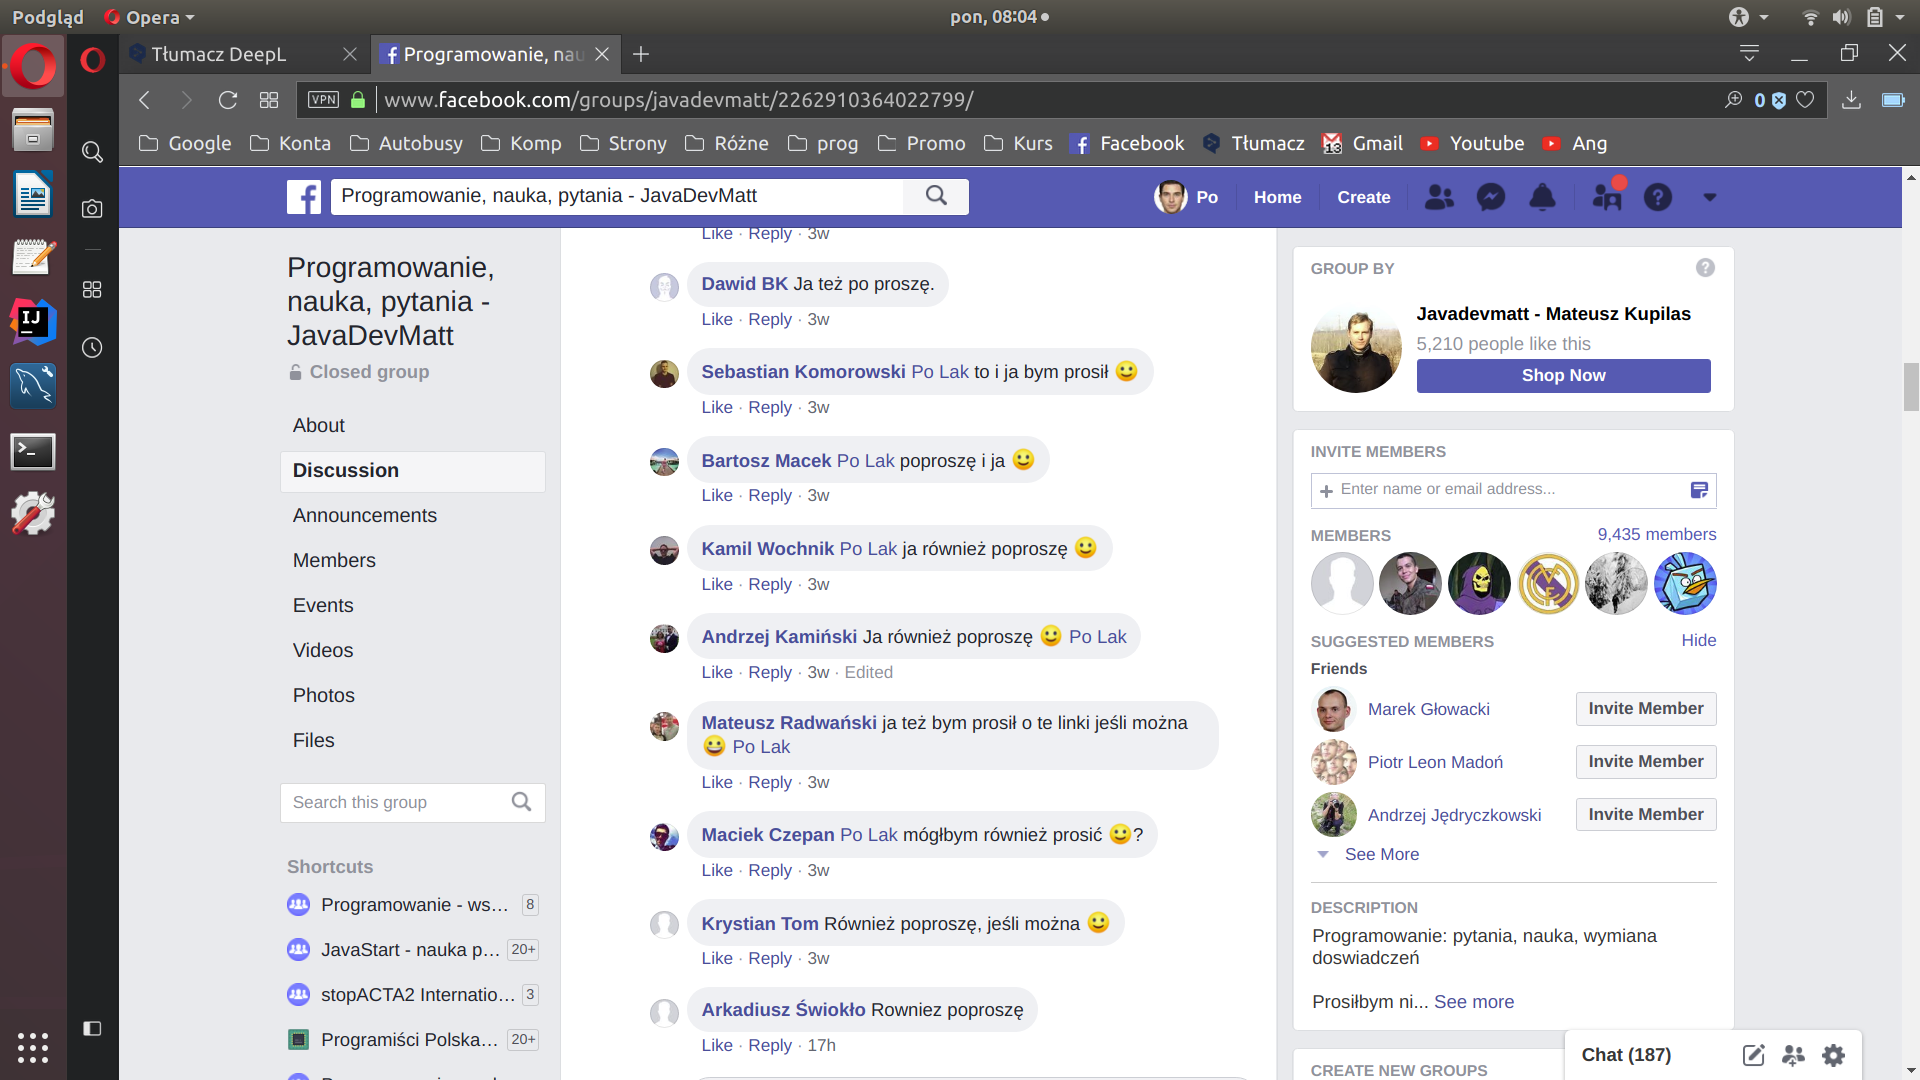 Podgląd
Opera
pon, 08:04
Tłumacz DeepL
Programowanie, nau
VPN
www.facebook.com/groups/javadevmatt/2262910364022799/
0
Google
Konta
Autobusy
Komp
Strony
Różne
prog
Promo
Kurs
Facebook
Tłumacz
13
Gmail
Youtube
Ang
Programowanie, nauka, pytania - JavaDevMatt
Po
Home
Create
Programowanie,
nauka, pytania -
JavaDevMatt
Closed group
About
Discussion
Announcements
Members
Events
Videos
Photos
Files
Search this group
Shortcuts
Programowanie - ws... 8
JavaStart - nauka p... 20+
stopACTA2 Internatio... 3
Programiści Polska... 20+
Like · Reply · 3w
Dawid BK Ja też po proszę.
Like · Reply · 3w
Sebastian Komorowski Po Lak to i ja bym prosił 🙂
Like · Reply · 3w
Bartosz Macek Po Lak poproszę i ja 🙂
Like · Reply · 3w
Kamil Wochnik Po Lak ja również poproszę 🙂
Like · Reply · 3w
Andrzej Kamiński Ja również poproszę 🙂 Po Lak
Like · Reply · 3w · Edited
Mateusz Radwański ja też bym prosił o te linki jeśli można
😀 Po Lak
Like · Reply · 3w
Maciek Czepan Po Lak mógłbym również prosić 🙂?
Like · Reply · 3w
Krystian Tom Również poproszę, jeśli można 🙂
Like · Reply · 3w
Arkadiusz Świokło Rowniez poproszę
Like · Reply · 17h
GROUP BY
Javadevmatt - Mateusz Kupilas
5,210 people like this
Shop Now
INVITE MEMBERS
Enter name or email address...
MEMBERS
9,435 members
SUGGESTED MEMBERS
Hide
Friends
Marek Głowacki
Invite Member
Piotr Leon Madoń
Invite Member
Andrzej Jędryczkowski
Invite Member
See More
DESCRIPTION
Programowanie: pytania, nauka, wymiana
doswiadczeń
Prosiłbym ni... See more
CREATE NEW GROUPS
Chat (187)